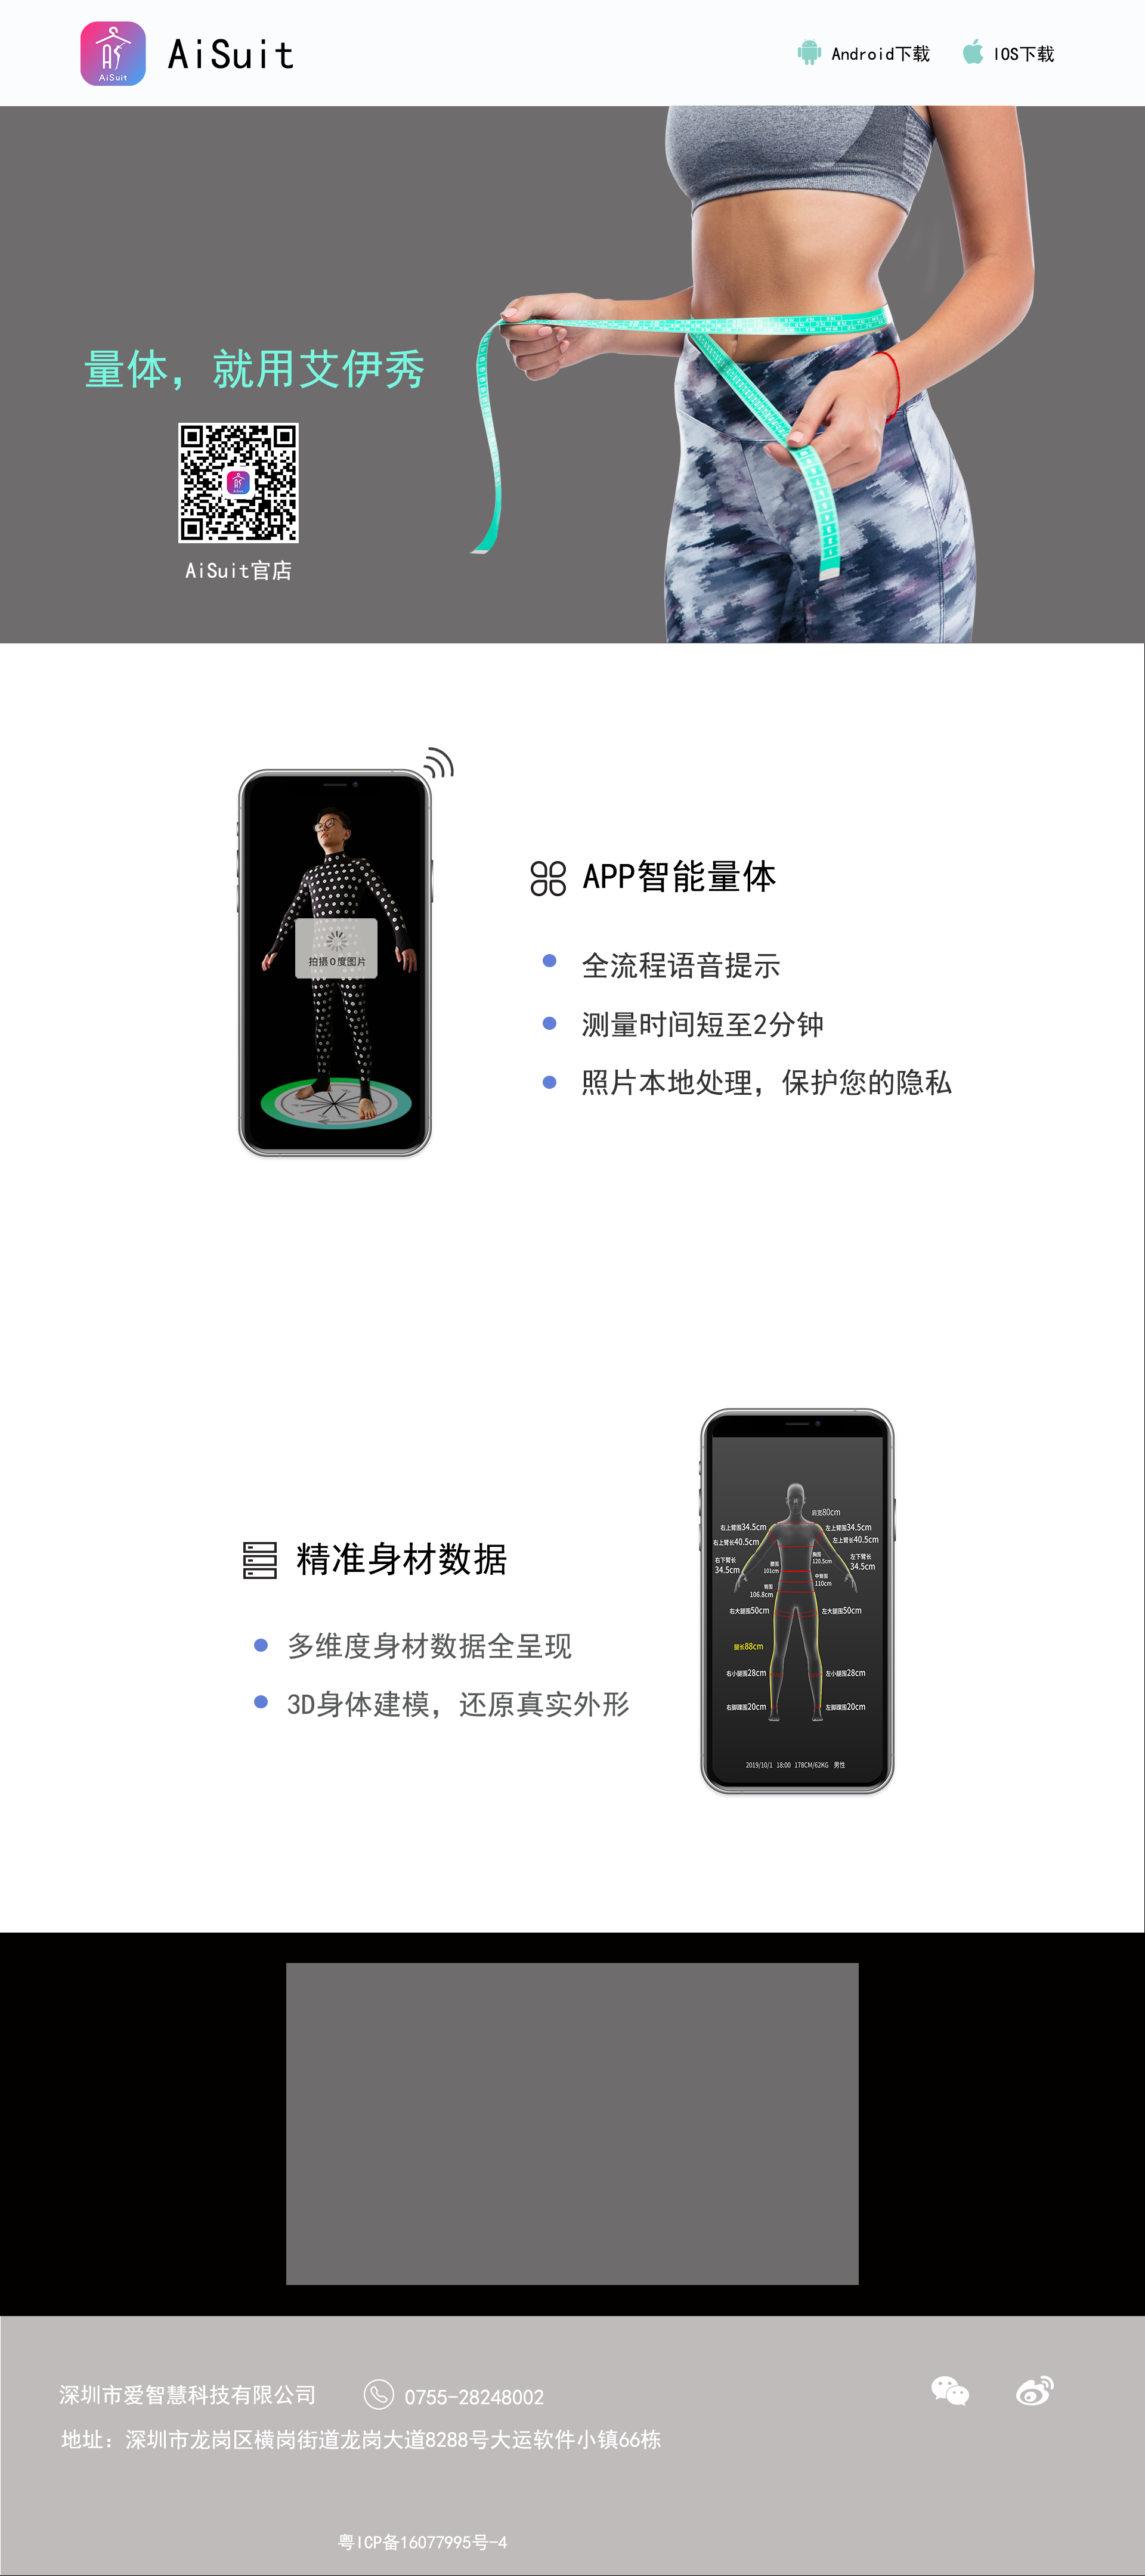 AiSuit
AiSuit
Android下载
IOS下载
量体，就用艾伊秀
AiSuit官店
拍摄0度图片
APP智能量体
全流程语音提示
测量时间短至2分钟
照片本地处理，保护您的隐私
精准身材数据
多维度身材数据全呈现
3D身体建模，还原真实外形
肩宽80cm
右上臂围34.5cm
左上臂围34.5cm
右上臂长40.5cm
左上臂长40.5cm
胸围
120.5cm
右下臂长
34.5cm
左下臂长
34.5cm
腰围
101cm
中臀围
110cm
臀围
106.8cm
右大腿围50cm
左大腿围50cm
腿长88cm
右小腿围28cm
左小腿围28cm
右脚踝围20cm
左脚踝围20cm
2019/10/1 18:00 178CM/62KG 男性
深圳市爱智慧科技有限公司
0755-28248002
地址：深圳市龙岗区横岗街道龙岗大道8288号大运软件小镇66栋
粤ICP备16077995号-4